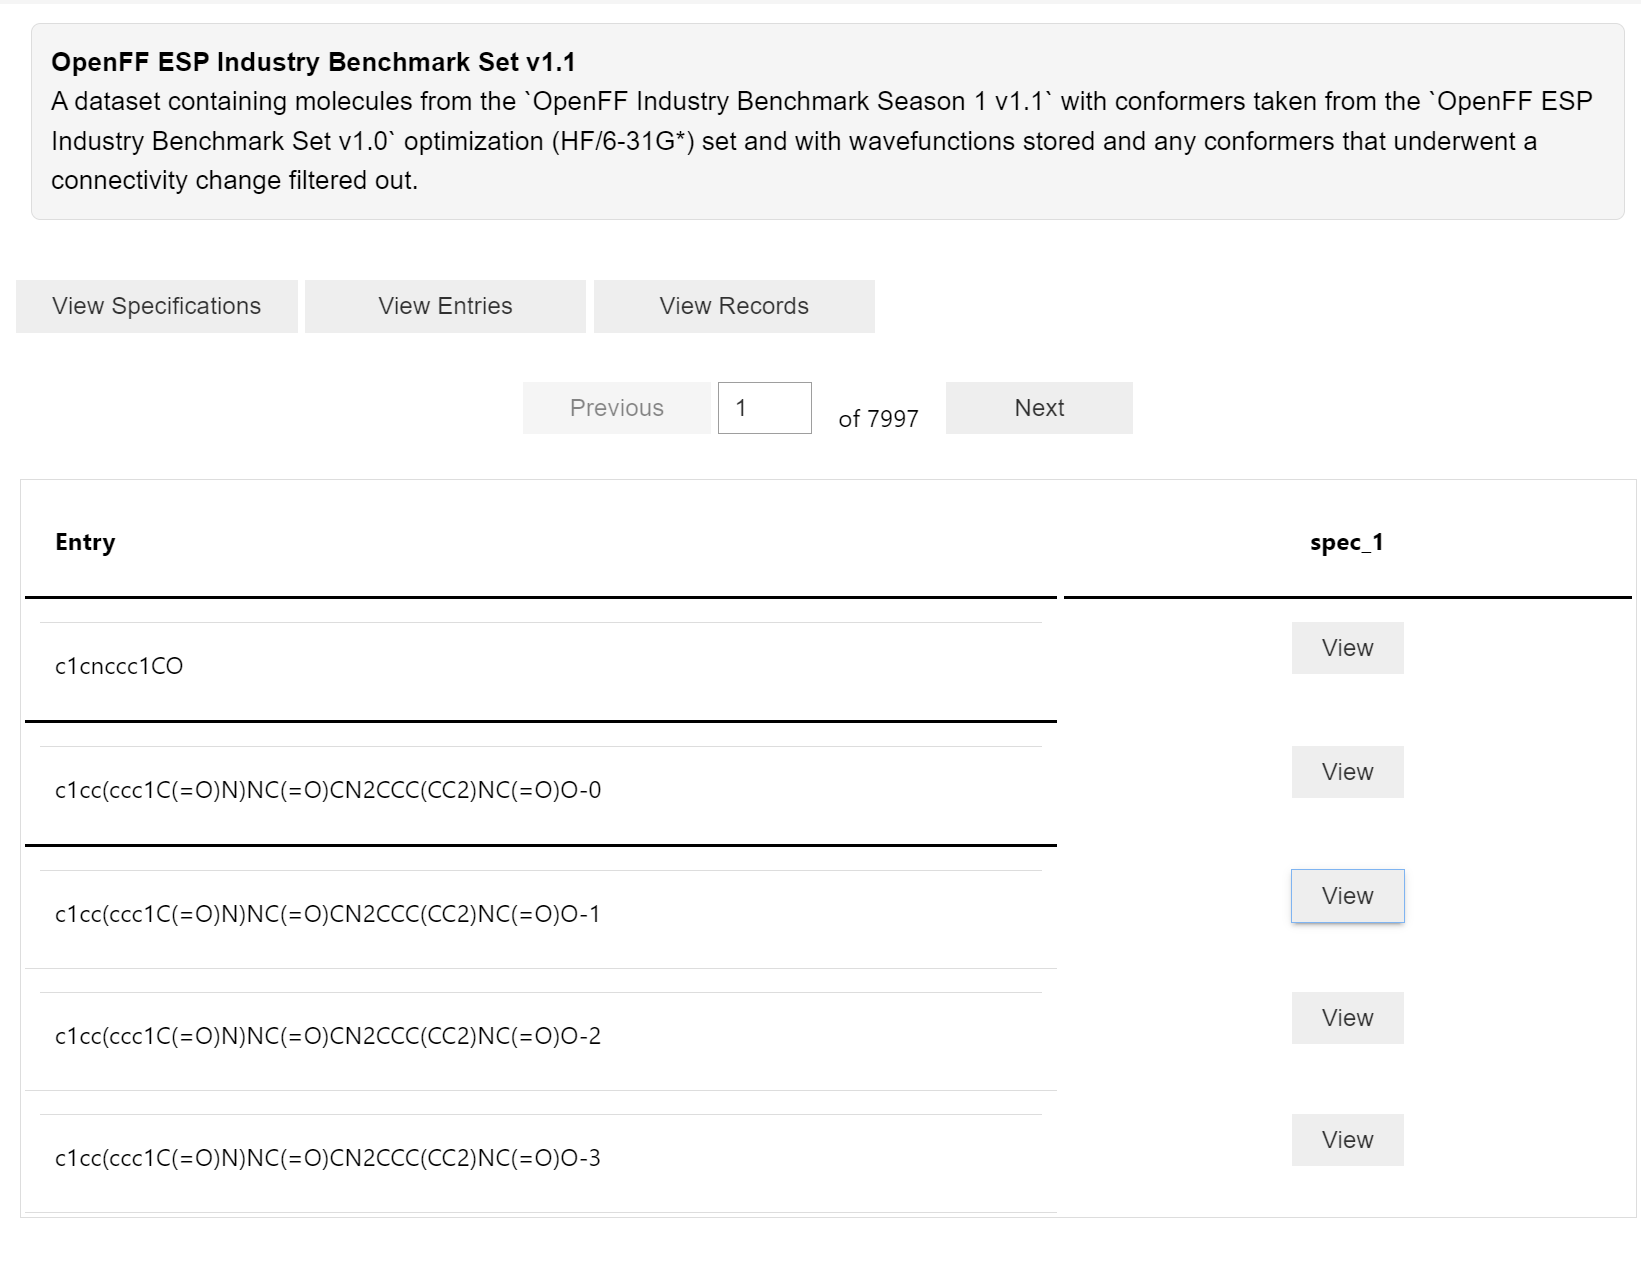 OpenFF ESP Industry Benchmark Set v1.1
A dataset containing molecules from the `OpenFF Industry Benchmark Season 1 v1.1` with conformers taken from the `OpenFF ESP
Industry Benchmark Set v1.0` optimization (HF/6-31G*) set and with wavefunctions stored and any conformers that underwent a
connectivity change filtered out.
View Specifications View Entries View Records
Previous 1 of 7997 Next
Entry spec_1
c1cnccc1CO View
c1cc(ccc1C(=O)N)NC(=O)CN2CCC(CC2)NC(=O)O-0 View
c1cc(ccc1C(=O)N)NC(=O)CN2CCC(CC2)NC(=O)O-1 View
c1cc(ccc1C(=O)N)NC(=O)CN2CCC(CC2)NC(=O)O-2 View
c1cc(ccc1C(=O)N)NC(=O)CN2CCC(CC2)NC(=O)O-3 View